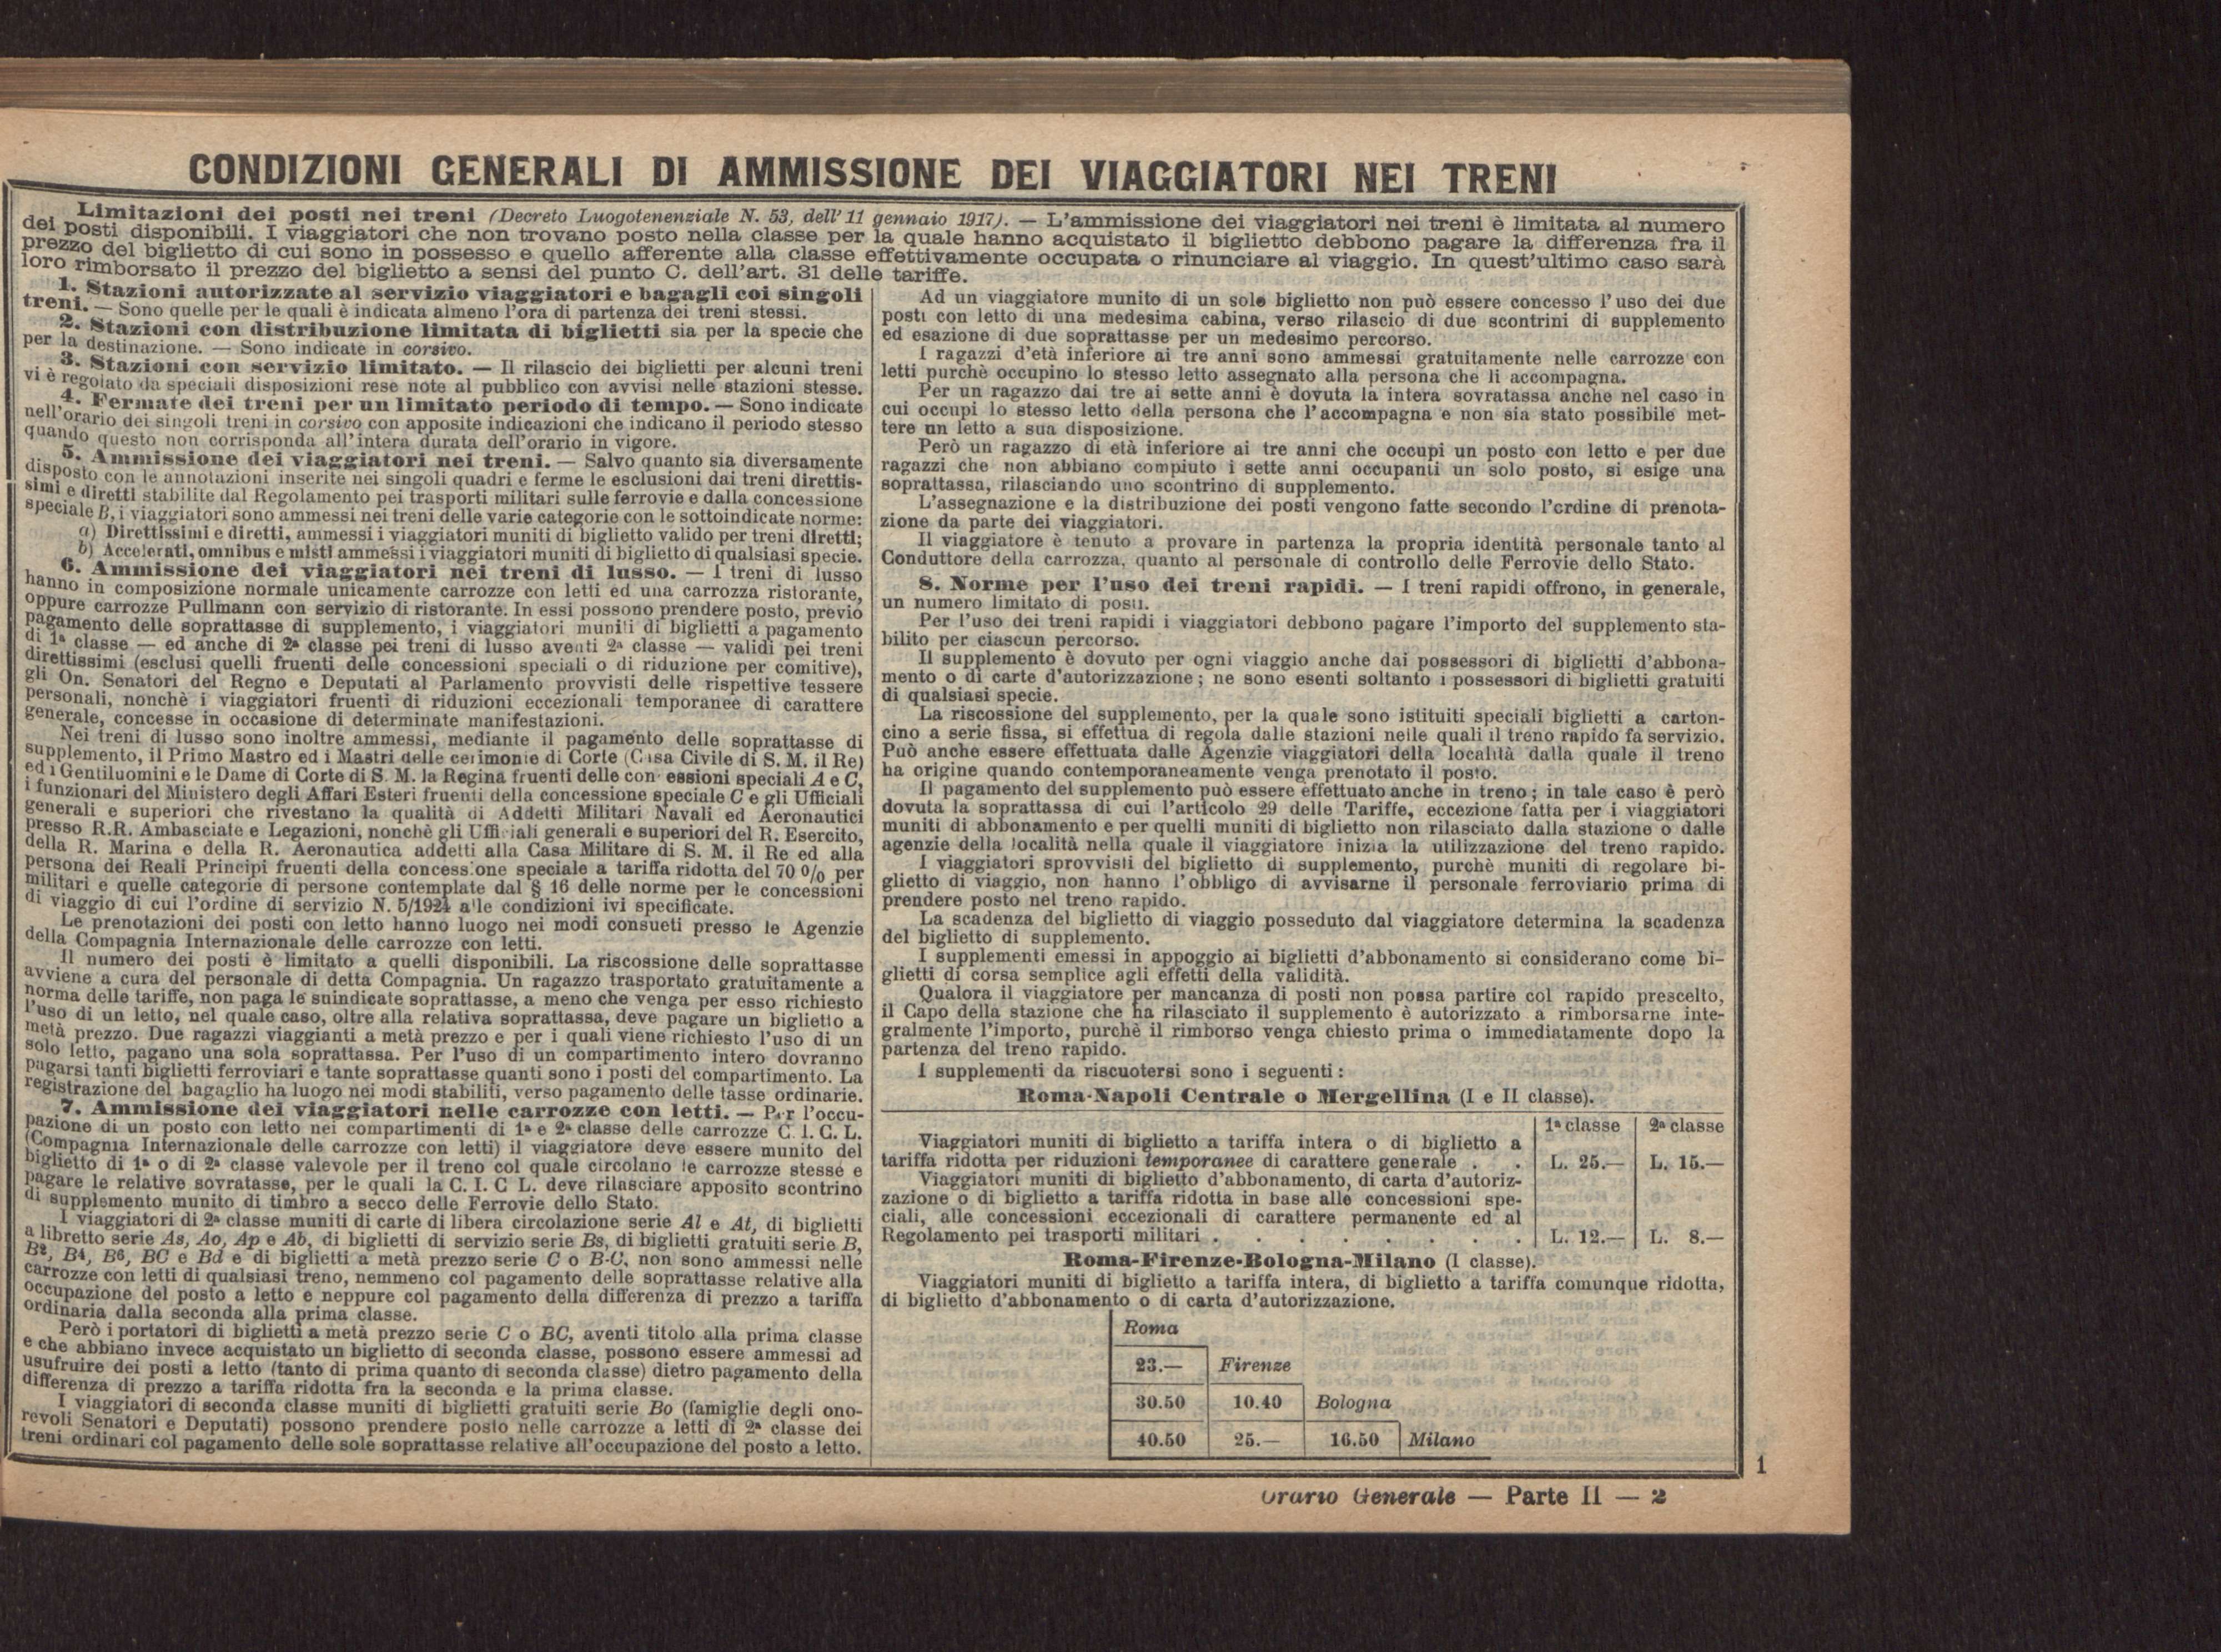 CONDIZIONI GENERALI DI AMMISSIONE DEI VIAGGIATORI NEI TRENI
Limitazioni dei posti nei treni (Decreto Luogotenenziale N. 53, dell' 11 gennaio 1917). — L'ammissione dei viaggiatori nei treni è limitata al numero
dei posti disponibili. I viaggiatori che non trovano posto nella classe per la quale hanno acquistato il biglietto debbono pagare la differenza fra il
prezzo del biglietto di cui sono in possesso e quello afferente alla classe effettivamente occupata o rinunciare al viaggio. In quest'ultimo caso sarà
loro rimborsato il prezzo del biglietto a sensi del punto C. dell'art. 31 delle tariffe.
1. Stazioni autorizzate al servizio viaggiatori e bagagli coi singoli
treni. — Sono quelle per le quali è indicata almeno l'ora di partenza dei treni stessi.
2. Stazioni con distribuzione limitata di biglietti sia per la specie che
per la destinazione. — Sono indicate in corsivo.
3. Stazioni con servizio limitato. — Il rilascio dei biglietti per alcuni treni
vi è regolato da speciali disposizioni rese note al pubblico con avvisi nelle stazioni stesse.
4. Fermate dei treni per un limitato periodo di tempo. — Sono indicate
nell'orario dei singoli treni in corsivo con apposite indicazioni che indicano il periodo stesso
quando questo non corrisponda all'intera durata dell'orario in vigore.
5. Ammissione dei viaggiatori nei treni. — Salvo quanto sia diversamente
disposto con le annotazioni inserite nei singoli quadri e ferme le esclusioni dai treni direttis-
simi e diretti stabilite dal Regolamento pei trasporti militari sulle ferrovie e dalla concessione
speciale B, i viaggiatori sono ammessi nei treni delle varie categorie con le sottoindicate norme:
a) Direttissimi e diretti, ammessi i viaggiatori muniti di biglietto valido per treni diretti;
b) Accelerati, omnibus e misti ammessi i viaggiatori muniti di biglietto di qualsiasi specie.
6. Ammissione dei viaggiatori nei treni di lusso. — I treni di lusso
hanno in composizione normale unicamente carrozze con letti ed una carrozza ristorante,
oppure carrozze Pullmann con servizio di ristorante. In essi possono prendere posto, previo
pagamento delle soprattasse di supplemento, i viaggiatori muniti di biglietti a pagamento
di 1ª classe — ed anche di 2ª classe pei treni di lusso aventi 2ª classe — validi pei treni
direttissimi (esclusi quelli fruenti delle concessioni speciali o di riduzione per comitive),
gli On. Senatori del Regno e Deputati al Parlamento provvisti delle rispettive tessere
personali, nonchè i viaggiatori fruenti di riduzioni eccezionali temporanee di carattere
generale, concesse in occasione di determinate manifestazioni.
Nei treni di lusso sono inoltre ammessi, mediante il pagamento delle soprattasse di
supplemento, il Primo Mastro ed i Mastri delle cerimonie di Corte (Casa Civile di S. M. il Re)
ed i Gentiluomini e le Dame di Corte di S. M. la Regina fruenti delle concessioni speciali A e C,
i funzionari del Ministero degli Affari Esteri fruenti della concessione speciale C e gli Ufficiali
generali e superiori che rivestano la qualità di Addetti Militari Navali ed Aeronautici
presso R.R. Ambasciate e Legazioni, nonchè gli Ufficiali generali e superiori del R. Esercito,
della R. Marina e della R. Aeronautica addetti alla Casa Militare di S. M. il Re ed alla
persona dei Reali Principi fruenti della concessione speciale a tariffa ridotta del 70 0/0 per
militari e quelle categorie di persone contemplate dal § 16 delle norme per le concessioni
di viaggio di cui l'ordine di servizio N. 5/1924 alle condizioni ivi specificate.
Le prenotazioni dei posti con letto hanno luogo nei modi consueti presso le Agenzie
della Compagnia Internazionale delle carrozze con letti.
Il numero dei posti è limitato a quelli disponibili. La riscossione delle soprattasse
avviene a cura del personale di detta Compagnia. Un ragazzo trasportato gratuitamente a
norma delle tariffe, non paga le suindicate soprattasse, a meno che venga per esso richiesto
l'uso di un letto, nel quale caso, oltre alla relativa soprattassa, deve pagare un biglietto a
metà prezzo. Due ragazzi viaggianti a metà prezzo e per i quali viene richiesto l'uso di un
solo letto, pagano una sola soprattassa. Per l'uso di un compartimento intero dovranno
pagarsi tanti biglietti ferroviari e tante soprattasse quanti sono i posti del compartimento. La
registrazione del bagaglio ha luogo nei modi stabiliti, verso pagamento delle tasse ordinarie.
7. Ammissione dei viaggiatori nelle carrozze con letti. — Per l'occu-
pazione di un posto con letto nei compartimenti di 1ª e 2ª classe delle carrozze C. I. C. L.
(Compagnia Internazionale delle carrozze con letti) il viaggiatore deve essere munito del
biglietto di 1ª o di 2ª classe valevole per il treno col quale circolano le carrozze stesse e
pagare le relative sovratasse, per le quali la C. I. C L. deve rilasciare apposito scontrino
di supplemento munito di timbro a secco delle Ferrovie dello Stato.
I viaggiatori di 2ª classe muniti di carte di libera circolazione serie Al e At, di biglietti
a libretto serie As, Ao, Ap e Ab, di biglietti di servizio serie Bs, di biglietti gratuiti serie B,
B², B⁴, B⁶, BC e Bd e di biglietti a metà prezzo serie C o B-C, non sono ammessi nelle
carrozze con letti di qualsiasi treno, nemmeno col pagamento delle soprattasse relative alla
occupazione del posto a letto e neppure col pagamento della differenza di prezzo a tariffa
ordinaria dalla seconda alla prima classe.
Però i portatori di biglietti a metà prezzo serie C o BC, aventi titolo alla prima classe
e che abbiano invece acquistato un biglietto di seconda classe, possono essere ammessi ad
usufruire dei posti a letto (tanto di prima quanto di seconda classe) dietro pagamento della
differenza di prezzo a tariffa ridotta fra la seconda e la prima classe.
I viaggiatori di seconda classe muniti di biglietti gratuiti serie Bo (famiglie degli ono-
revoli Senatori e Deputati) possono prendere posto nelle carrozze a letti di 2ª classe dei
treni ordinari col pagamento delle sole soprattasse relative all'occupazione del posto a letto.
Ad un viaggiatore munito di un solo biglietto non può essere concesso l'uso dei due
posti con letto di una medesima cabina, verso rilascio di due scontrini di supplemento
ed esazione di due soprattasse per un medesimo percorso.
I ragazzi d'età inferiore ai tre anni sono ammessi gratuitamente nelle carrozze con
letti purchè occupino lo stesso letto assegnato alla persona che li accompagna.
Per un ragazzo dai tre ai sette anni è dovuta la intera sovratassa anche nel caso in
cui occupi lo stesso letto della persona che l'accompagna e non sia stato possibile met-
tere un letto a sua disposizione.
Però un ragazzo di età inferiore ai tre anni che occupi un posto con letto e per due
ragazzi che non abbiano compiuto i sette anni occupanti un solo posto, si esige una
soprattassa, rilasciando uno scontrino di supplemento.
L'assegnazione e la distribuzione dei posti vengono fatte secondo l'ordine di prenota-
zione da parte dei viaggiatori.
Il viaggiatore è tenuto a provare in partenza la propria identità personale tanto al
Conduttore della carrozza, quanto al personale di controllo delle Ferrovie dello Stato.
8. Norme per l'uso dei treni rapidi. — I treni rapidi offrono, in generale,
un numero limitato di posti.
Per l'uso dei treni rapidi i viaggiatori debbono pagare l'importo del supplemento sta-
bilito per ciascun percorso.
Il supplemento è dovuto per ogni viaggio anche dai possessori di biglietti d'abbona-
mento o di carte d'autorizzazione; ne sono esenti soltanto i possessori di biglietti gratuiti
di qualsiasi specie.
La riscossione del supplemento, per la quale sono istituiti speciali biglietti a carton-
cino a serie fissa, si effettua di regola dalle stazioni nelle quali il treno rapido fa servizio.
Può anche essere effettuata dalle Agenzie viaggiatori della località dalla quale il treno
ha origine quando contemporaneamente venga prenotato il posto.
Il pagamento del supplemento può essere effettuato anche in treno; in tale caso è però
dovuta la soprattassa di cui l'articolo 29 delle Tariffe, eccezione fatta per i viaggiatori
muniti di abbonamento e per quelli muniti di biglietto non rilasciato dalla stazione o dalle
agenzie della località nella quale il viaggiatore inizia la utilizzazione del treno rapido.
I viaggiatori sprovvisti del biglietto di supplemento, purchè muniti di regolare bi-
glietto di viaggio, non hanno l'obbligo di avvisarne il personale ferroviario prima di
prendere posto nel treno rapido.
La scadenza del biglietto di viaggio posseduto dal viaggiatore determina la scadenza
del biglietto di supplemento.
I supplementi emessi in appoggio ai biglietti d'abbonamento si considerano come bi-
glietti di corsa semplice agli effetti della validità.
Qualora il viaggiatore per mancanza di posti non possa partire col rapido prescelto,
il Capo della stazione che ha rilasciato il supplemento è autorizzato a rimborsarne inte-
gralmente l'importo, purchè il rimborso venga chiesto prima o immediatamente dopo la
partenza del treno rapido.
I supplementi da riscuotersi sono i seguenti:
Roma-Napoli Centrale o Mergellina (I e II classe).
1ª classe 2ª classe
Viaggiatori muniti di biglietto a tariffa intera o di biglietto a
tariffa ridotta per riduzioni temporanee di carattere generale . . L. 25.— L. 15.—
Viaggiatori muniti di biglietto d'abbonamento, di carta d'autoriz-
zazione o di biglietto a tariffa ridotta in base alle concessioni spe-
ciali, alle concessioni eccezionali di carattere permanente ed al
Regolamento pei trasporti militari . . . . . . . . L. 12.— L. 8.—
Roma-Firenze-Bologna-Milano (I classe).
Viaggiatori muniti di biglietto a tariffa intera, di biglietto a tariffa comunque ridotta,
di biglietto d'abbonamento o di carta d'autorizzazione.
Roma
23.— Firenze
30.50 10.40 Bologna
40.50 25.— 16.50 Milano
1
Orario Generale — Parte II — 2